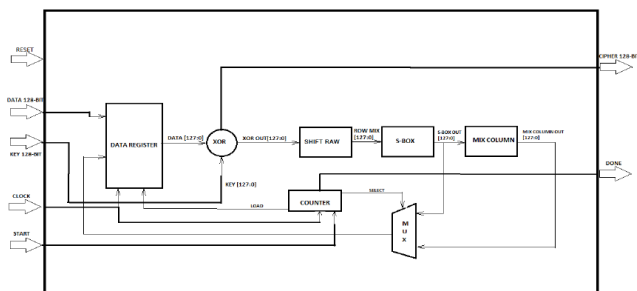 RESET
CIPHER 128-BIT
DATA 128-BIT
KEY 128-BIT
DATA REGISTER
DATA [127:0]
XOR
XOR OUT[127:0]
SHIFT RAW
ROW MIX
[127:0]
S-BOX
S-BOX OUT
[127:0]
MIX COLUMN
MIX COLUMN OUT
[127:0]
KEY [127:0]
DONE
CLOCK
LOAD
COUNTER
SELECT
START
M
U
X